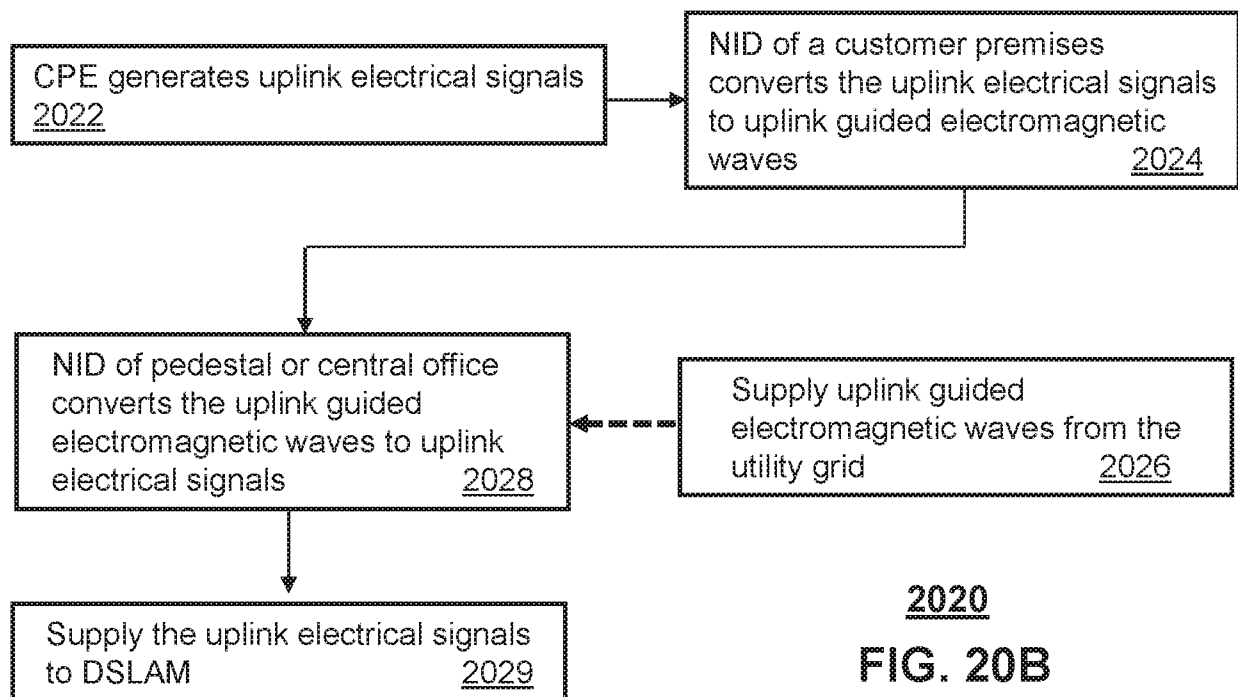 CPE generates uplink electrical signals
2022
NID of a customer premises
converts the uplink electrical signals
to uplink guided electromagnetic
waves 2024
NID of pedestal or central office
converts the uplink guided
electromagnetic waves to uplink
electrical signals 2028
Supply uplink guided
electromagnetic waves from the
utility grid 2026
Supply the uplink electrical signals
to DSLAM 2029
2020
FIG. 20B